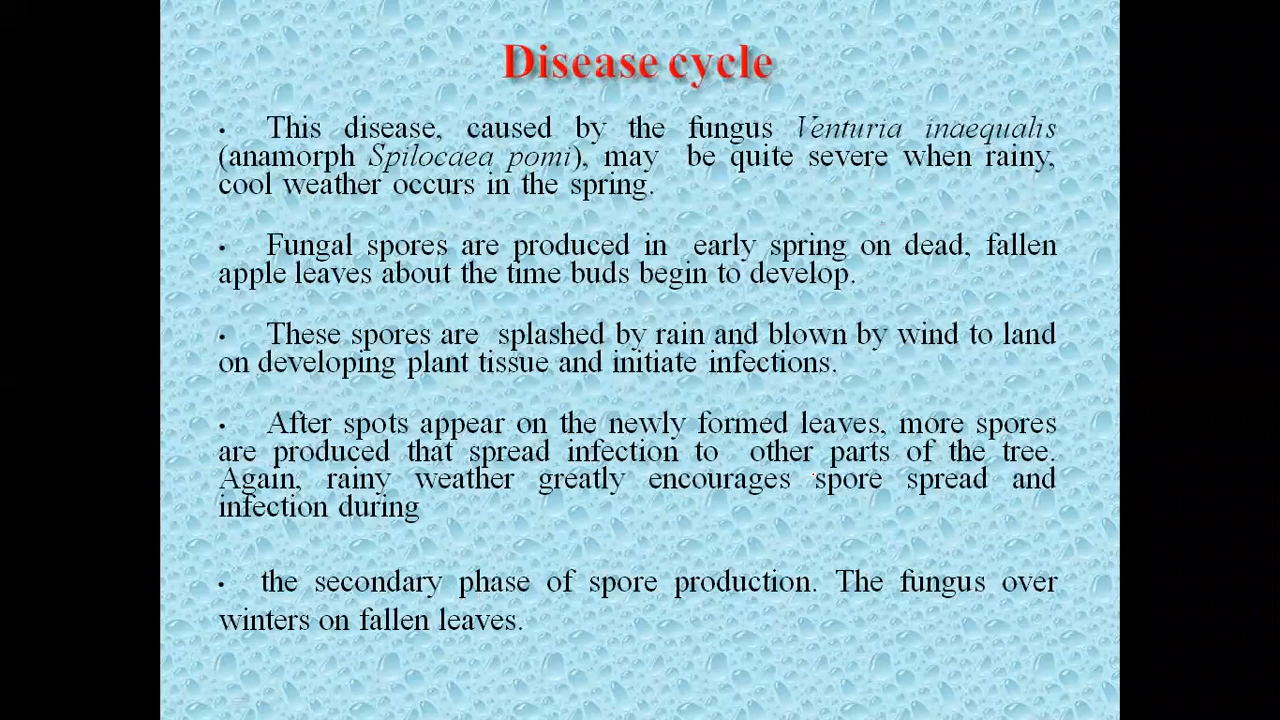 Disease cycle
• This disease, caused by the fungus Venturia inaequalis
(anamorph Spilocaea pomi), may be quite severe when rainy,
cool weather occurs in the spring.
• Fungal spores are produced in early spring on dead, fallen
apple leaves about the time buds begin to develop.
• These spores are splashed by rain and blown by wind to land
on developing plant tissue and initiate infections.
• After spots appear on the newly formed leaves, more spores
are produced that spread infection to other parts of the tree.
Again, rainy weather greatly encourages spore spread and
infection during
• the secondary phase of spore production. The fungus over
winters on fallen leaves.